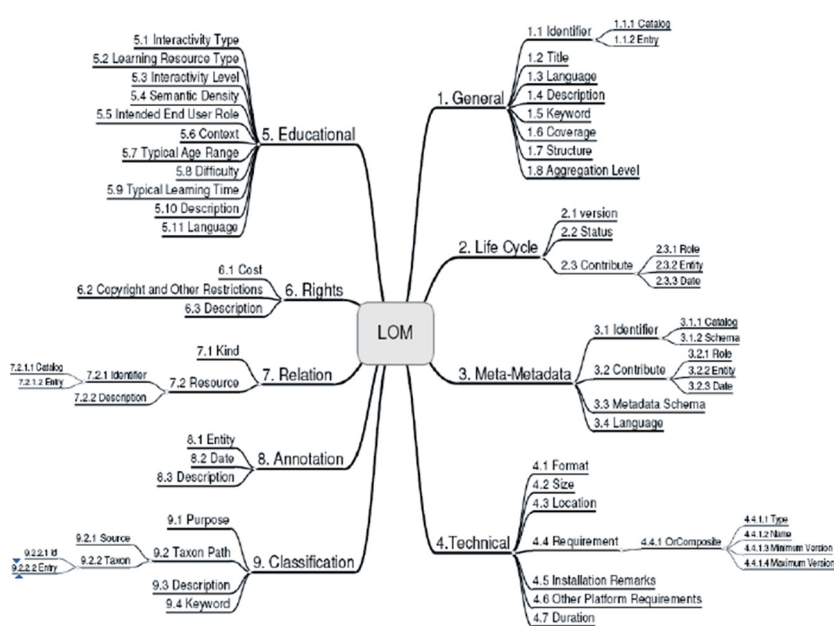 LOM
1. General
1.1 Identifier
1.1.1 Catalog
1.1.2 Entry
1.2 Title
1.3 Language
1.4 Description
1.5 Keyword
1.6 Coverage
1.7 Structure
1.8 Aggregation Level
2. Life Cycle
2.1 version
2.2 Status
2.3 Contribute
2.3.1 Role
2.3.2 Entity
2.3.3 Date
3. Meta-Metadata
3.1 Identifier
3.1.1 Catalog
3.1.2 Schema
3.2 Contribute
3.2.1 Role
3.2.2 Entity
3.2.3 Date
3.3 Metadata Schema
3.4 Language
4.Technical
4.1 Format
4.2 Size
4.3 Location
4.4 Requirement
4.4.1 OrComposite
4.4.1.1 Type
4.4.1.2 Name
4.4.1.3 Minimum Version
4.4.1.4 Maximum Version
4.5 Installation Remarks
4.6 Other Platform Requirements
4.7 Duration
5. Educational
5.1 Interactivity Type
5.2 Learning Resource Type
5.3 Interactivity Level
5.4 Semantic Density
5.5 Intended End User Role
5.6 Context
5.7 Typical Age Range
5.8 Difficulty
5.9 Typical Learning Time
5.10 Description
5.11 Language
6. Rights
6.1 Cost
6.2 Copyright and Other Restrictions
6.3 Description
7. Relation
7.1 Kind
7.2 Resource
7.2.1 Identifier
7.2.1.1 Catalog
7.2.1.2 Entry
7.2.2 Description
8. Annotation
8.1 Entity
8.2 Date
8.3 Description
9. Classification
9.1 Purpose
9.2 Taxon Path
9.2.1 Source
9.2.2 Taxon
9.2.2.1 Id
9.2.2.2 Entry
9.3 Description
9.4 Keyword